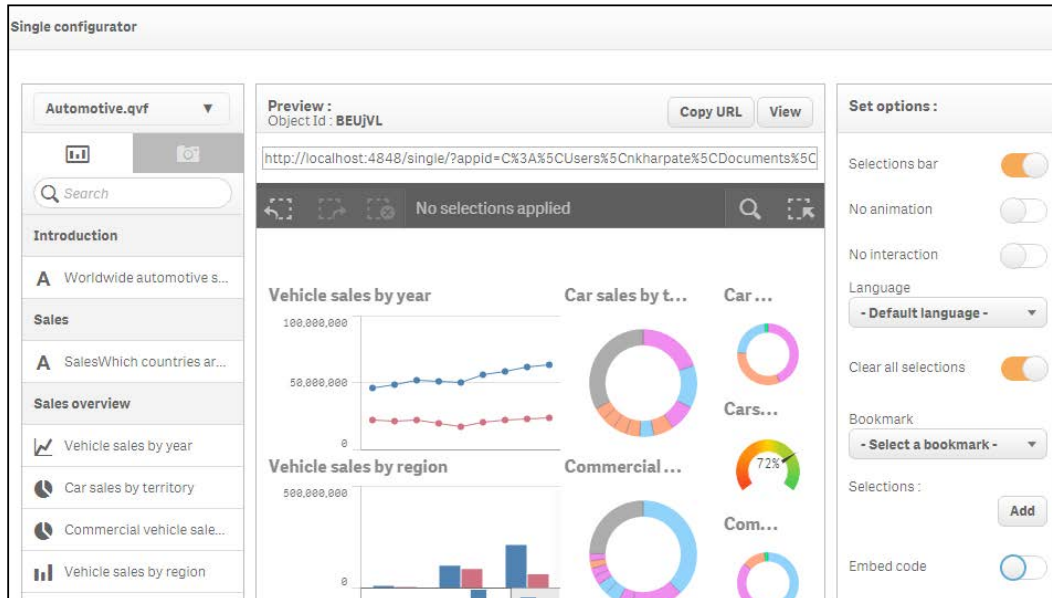 Single configurator
Automotive.qvf
Search
Introduction
A Worldwide automotive s...
Sales
A SalesWhich countries ar...
Sales overview
Vehicle sales by year
Car sales by territory
Commercial vehicle sale...
Vehicle sales by region
Preview :
Object Id : BEUjVL
Copy URL
View
http://localhost:4848/single/?appid=C%3A%5CUsers%5Cnkharpate%5CDocuments%5C
No selections applied
Vehicle sales by year
100,000,000
50,000,000
0
Vehicle sales by region
500,000,000
0
Car sales by t...
Commercial ...
Car ...
Cars...
72%
Com...
Set options :
Selections bar
No animation
No interaction
Language
- Default language -
Clear all selections
Bookmark
- Select a bookmark -
Selections :
Add
Embed code